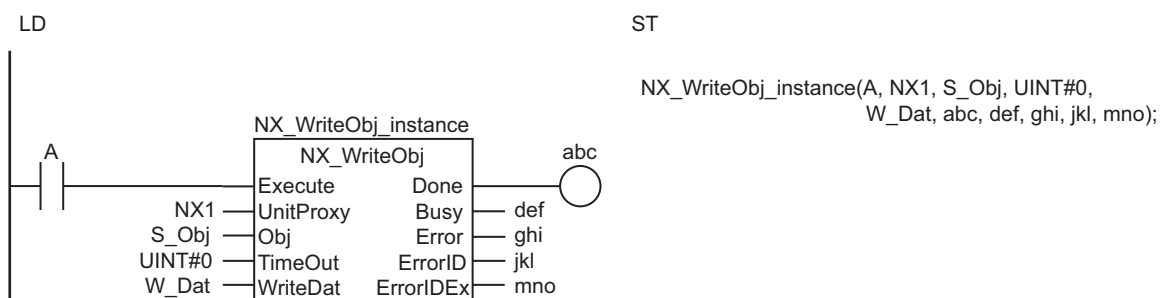 LD
ST
NX_WriteObj_instance(A, NX1, S_Obj, UINT#0,
W_Dat, abc, def, ghi, jkl, mno);
NX_WriteObj_instance
A
NX_WriteObj
abc
Execute Done
NX1 UnitProxy Busy def
S_Obj Obj Error ghi
UINT#0 TimeOut ErrorID jkl
W_Dat WriteDat ErrorIDEx mno